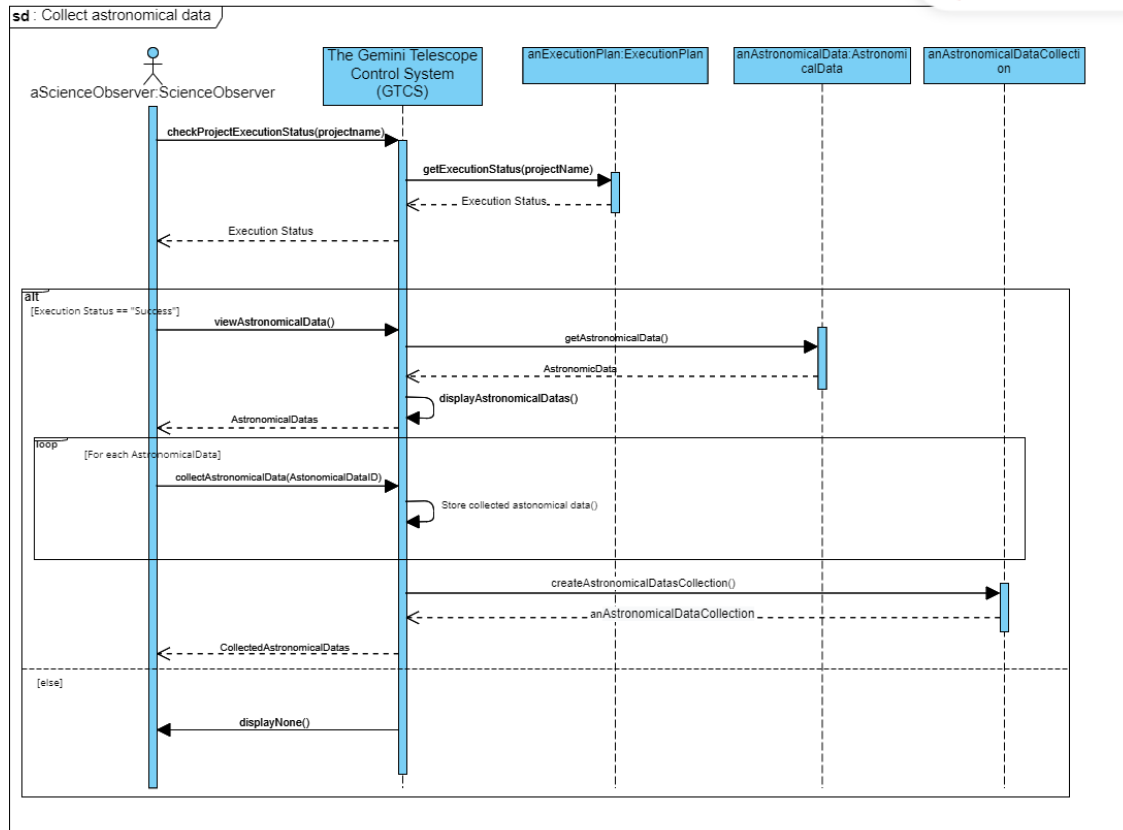 sd : Collect astronomical data
aScienceObserver:ScienceObserver
The Gemini Telescope
Control System
(GTCS)
anExecutionPlan:ExecutionPlan
anAstronomicalData:Astronomi
calData
anAstronomicalDataCollecti
on
checkProjectExecutionStatus(projectname)
getExecutionStatus(projectName)
Execution Status
Execution Status
alt
[Execution Status == "Success"]
viewAstronomicalData()
getAstronomicalData()
AstronomicData
displayAstronomicalDatas()
AstronomicalDatas
loop
[For each AstronomicalData]
collectAstronomicalData(AstonomicalDataID)
Store collected astonomical data()
createAstronomicalDatasCollection()
anAstronomicalDataCollection
CollectedAstronomicalDatas
[else]
displayNone()